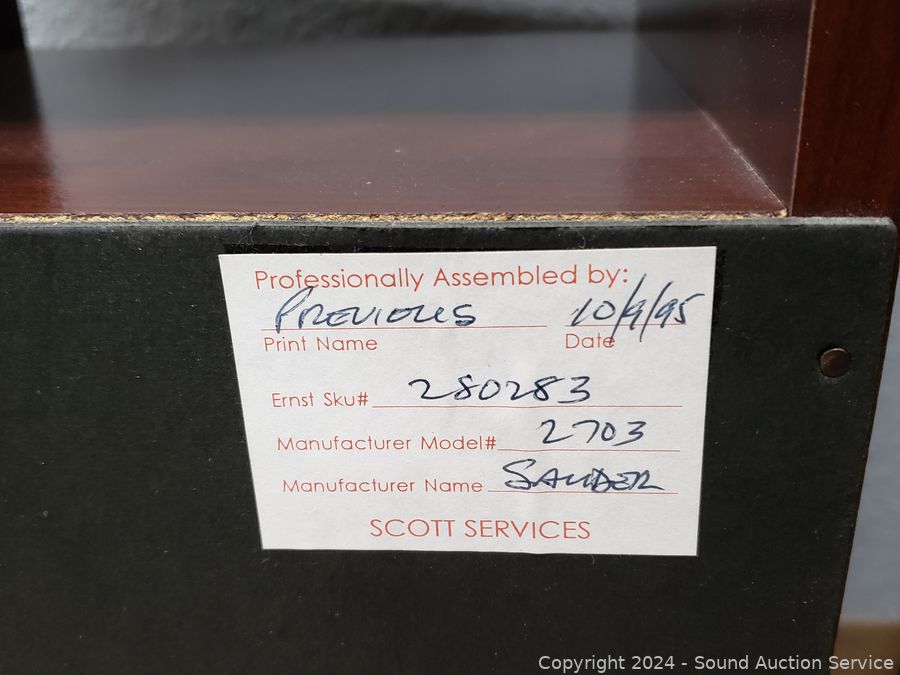 Professionally Assembled by:
PREVIOUS 10/9/95
Print Name Date
Ernst Sku# 280283
Manufacturer Model# 2703
Manufacturer Name SAUDER
SCOTT SERVICES
Copyright 2024 - Sound Auction Service